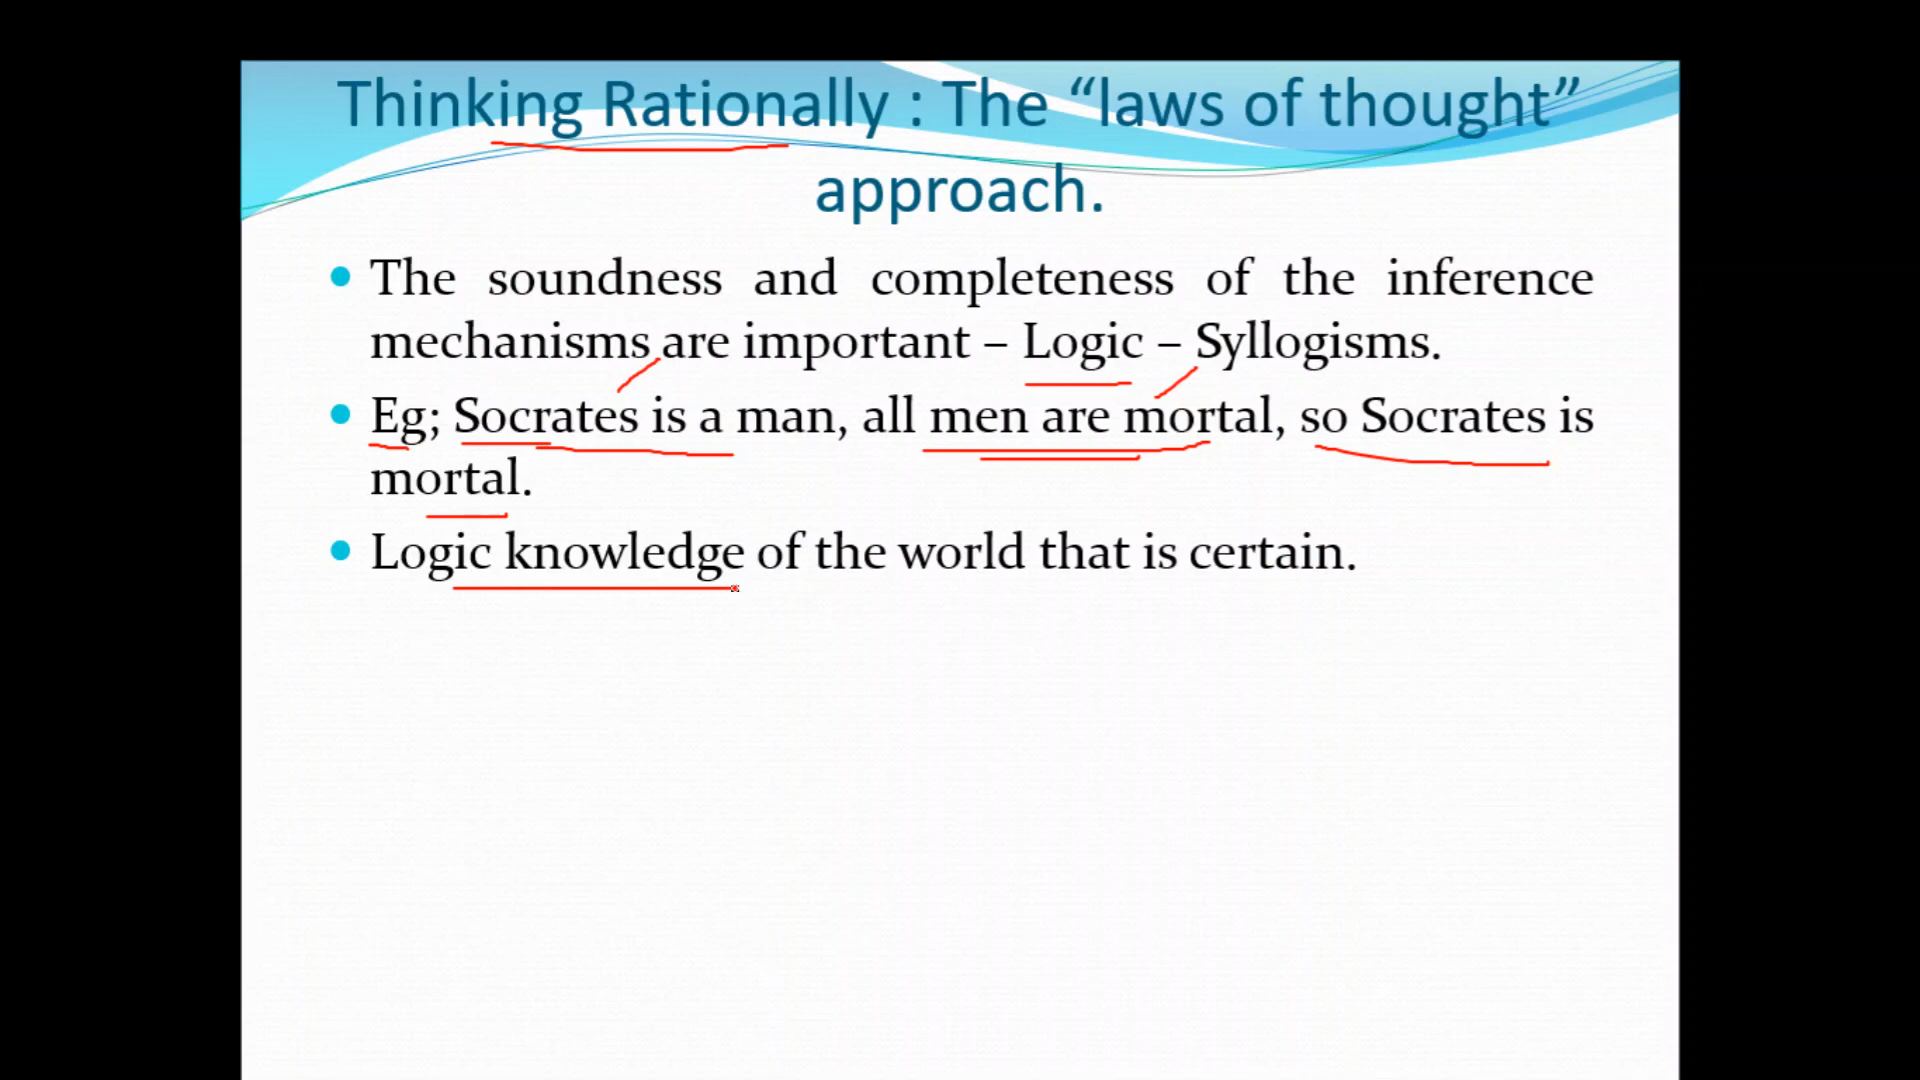 Thinking Rationally : The “laws of thought”
approach.
The soundness and completeness of the inference
mechanisms are important – Logic – Syllogisms.
Eg; Socrates is a man, all men are mortal, so Socrates is
mortal.
Logic knowledge of the world that is certain.